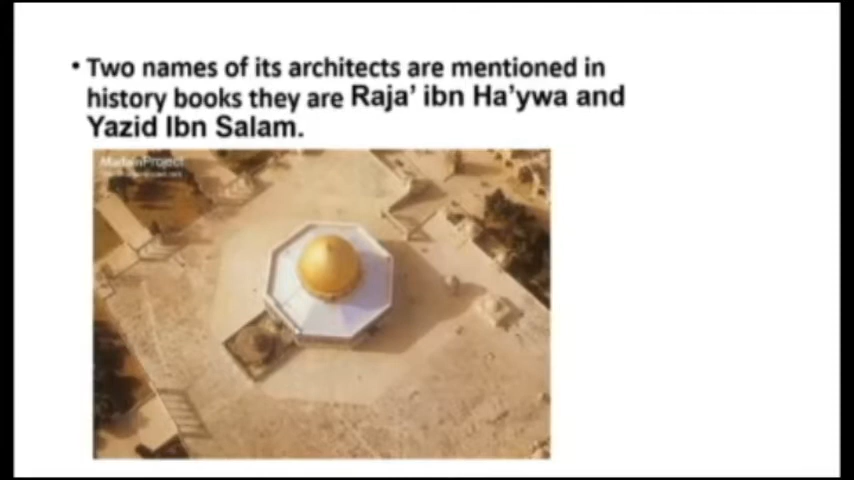 • Two names of its architects are mentioned in
history books they are Raja' ibn Ha'ywa and
Yazid Ibn Salam.
MadainProject